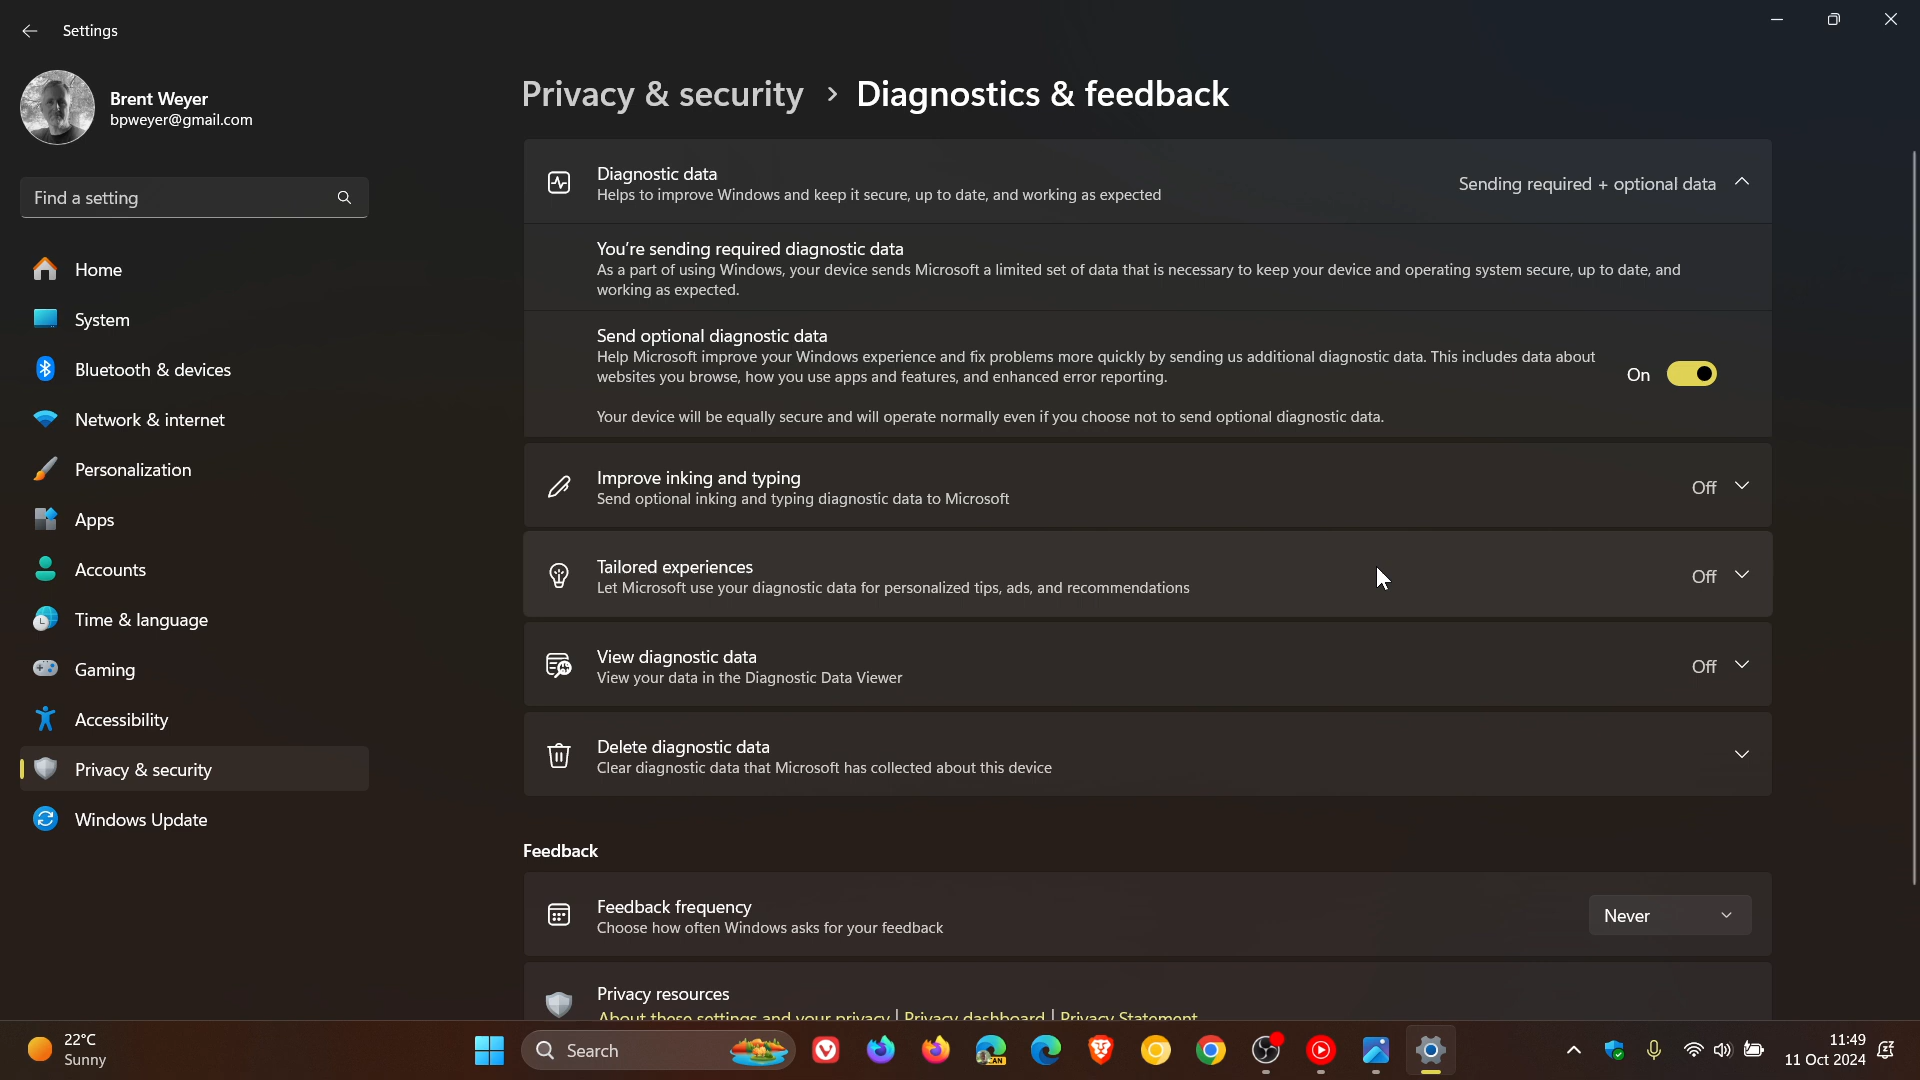 Settings
Brent Weyer
bpweyer@gmail.com
Find a setting
Home
System
Bluetooth & devices
Network & internet
Personalization
Apps
Accounts
Time & language
Gaming
Accessibility
Privacy & security
Windows Update
Privacy & security > Diagnostics & feedback
Diagnostic data
Helps to improve Windows and keep it secure, up to date, and working as expected
Sending required + optional data
You're sending required diagnostic data
As a part of using Windows, your device sends Microsoft a limited set of data that is necessary to keep your device and operating system secure, up to date, and
working as expected.
Send optional diagnostic data
Help Microsoft improve your Windows experience and fix problems more quickly by sending us additional diagnostic data. This includes data about
websites you browse, how you use apps and features, and enhanced error reporting.
On
Your device will be equally secure and will operate normally even if you choose not to send optional diagnostic data.
Improve inking and typing
Send optional inking and typing diagnostic data to Microsoft
Off
Tailored experiences
Let Microsoft use your diagnostic data for personalized tips, ads, and recommendations
Off
View diagnostic data
View your data in the Diagnostic Data Viewer
Off
Delete diagnostic data
Clear diagnostic data that Microsoft has collected about this device
Feedback
Feedback frequency
Choose how often Windows asks for your feedback
Never
Privacy resources
About these settings and your privacy | Privacy dashboard | Privacy Statement
22°C
Sunny
Search
CAN
11:49
11 Oct 2024